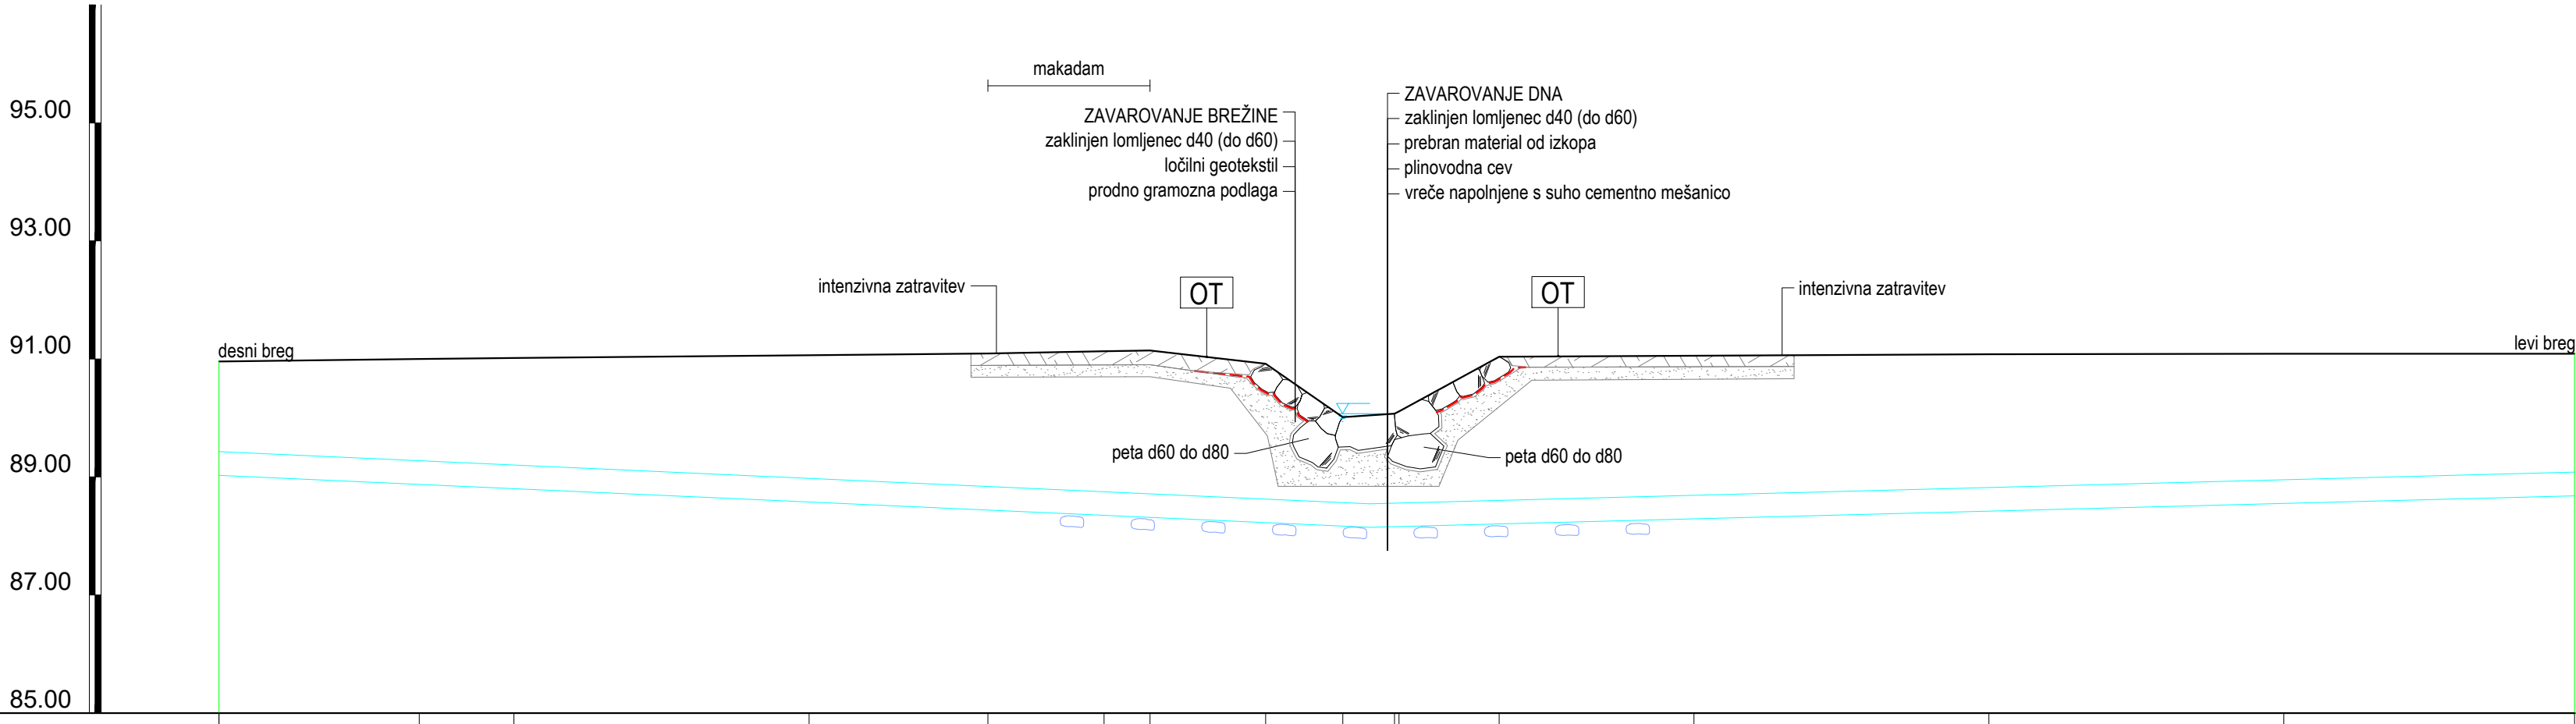 makadam
95.00
ZAVAROVANJE BREŽINE
zaklinjen lomljenec d40 (do d60)
ločilni geotekstil
prodno gramozna podlaga
ZAVAROVANJE DNA
zaklinjen lomljenec d40 (do d60)
prebran material od izkopa
plinovodna cev
vreče napolnjene s suho cementno mešanico
93.00
intenzivna zatravitev
OT
OT
intenzivna zatravitev
91.00
desni breg
levi breg
89.00
peta d60 do d80
peta d60 do d80
87.00
85.00